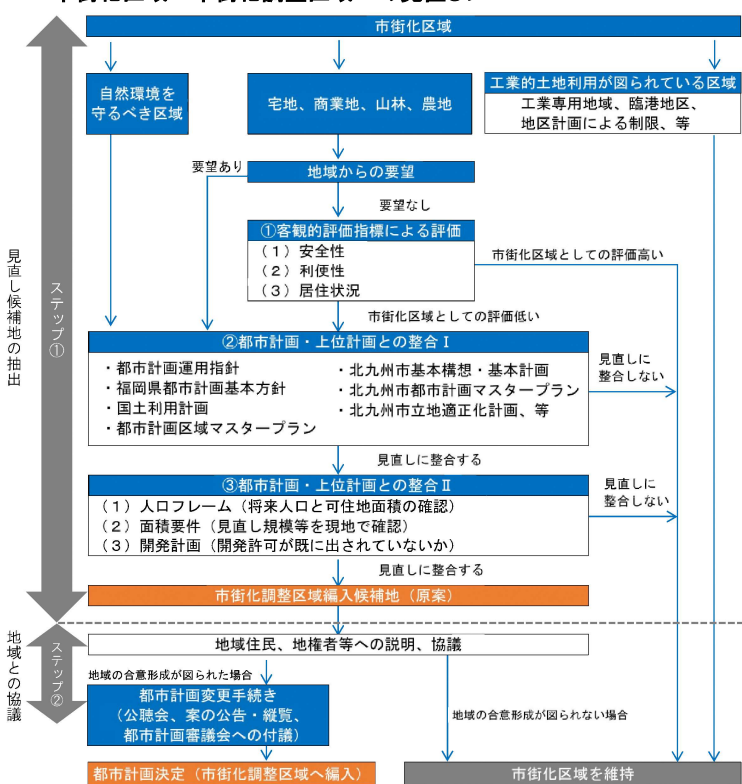 市街化区域
自然環境を
守るべき区域
宅地、商業地、山林、農地
工業的土地利用が図られている区域
工業専用地域、臨港地区、
地区計画による制限、等
要望あり
地域からの要望
要望なし
①客観的評価指標による評価
（1）安全性
（2）利便性
（3）居住状況
市街化区域としての評価高い
市街化区域としての評価低い
見直し候補地の抽出
ステップ①
②都市計画・上位計画との整合Ⅰ
・都市計画運用指針
・福岡県都市計画基本方針
・国土利用計画
・都市計画区域マスタープラン
・北九州市基本構想・基本計画
・北九州市都市計画マスタープラン
・北九州市立地適正化計画、等
見直しに
整合しない
見直しに整合する
③都市計画・上位計画との整合Ⅱ
（1）人口フレーム（将来人口と可住地面積の確認）
（2）面積要件（見直し規模等を現地で確認）
（3）開発計画（開発許可が既に出されていないか）
見直しに
整合しない
見直しに整合する
市街化調整区域編入候補地（原案）
地域との協議
ステップ②
地域住民、地権者等への説明、協議
地域の合意形成が図られた場合
都市計画変更手続き
（公聴会、案の公告・縦覧、
都市計画審議会への付議）
地域の合意形成が図られない場合
都市計画決定（市街化調整区域へ編入）
市街化区域を維持